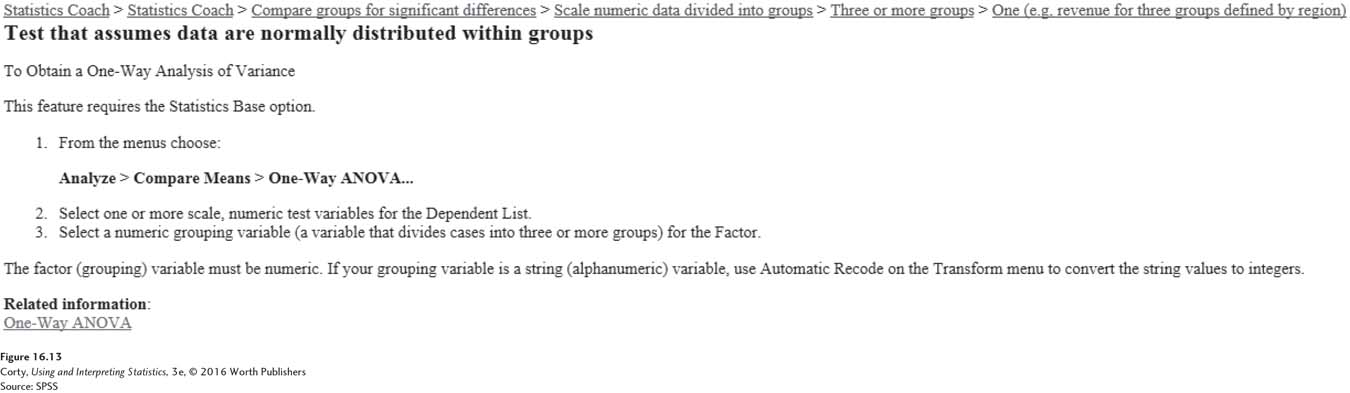 Statistics Coach > Statistics Coach > Compare groups for significant differences > Scale numeric data divided into groups > Three or more groups > One (e.g. revenue for three groups defined by region)
Test that assumes data are normally distributed within groups
To Obtain a One-Way Analysis of Variance
This feature requires the Statistics Base option.
1. From the menus choose:
Analyze > Compare Means > One-Way ANOVA...
2. Select one or more scale, numeric test variables for the Dependent List.
3. Select a numeric grouping variable (a variable that divides cases into three or more groups) for the Factor.
The factor (grouping) variable must be numeric. If your grouping variable is a string (alphanumeric) variable, use Automatic Recode on the Transform menu to convert the string values to integers.
Related information:
One-Way ANOVA
Figure 16.13
Corty, Using and Interpreting Statistics, 3e, © 2016 Worth Publishers
Source: SPSS